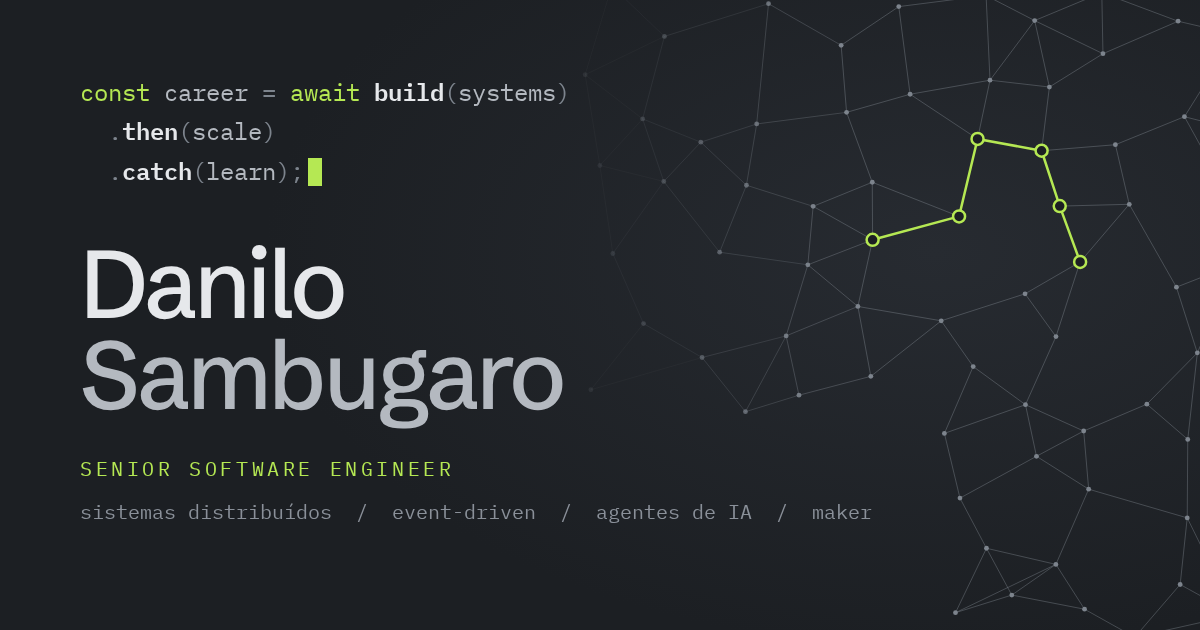 const career = await build(systems)
.then(scale)
.catch(learn);
Danilo
Sambugaro
SENIOR SOFTWARE ENGINEER
sistemas distribuídos / event-driven / agentes de IA / maker